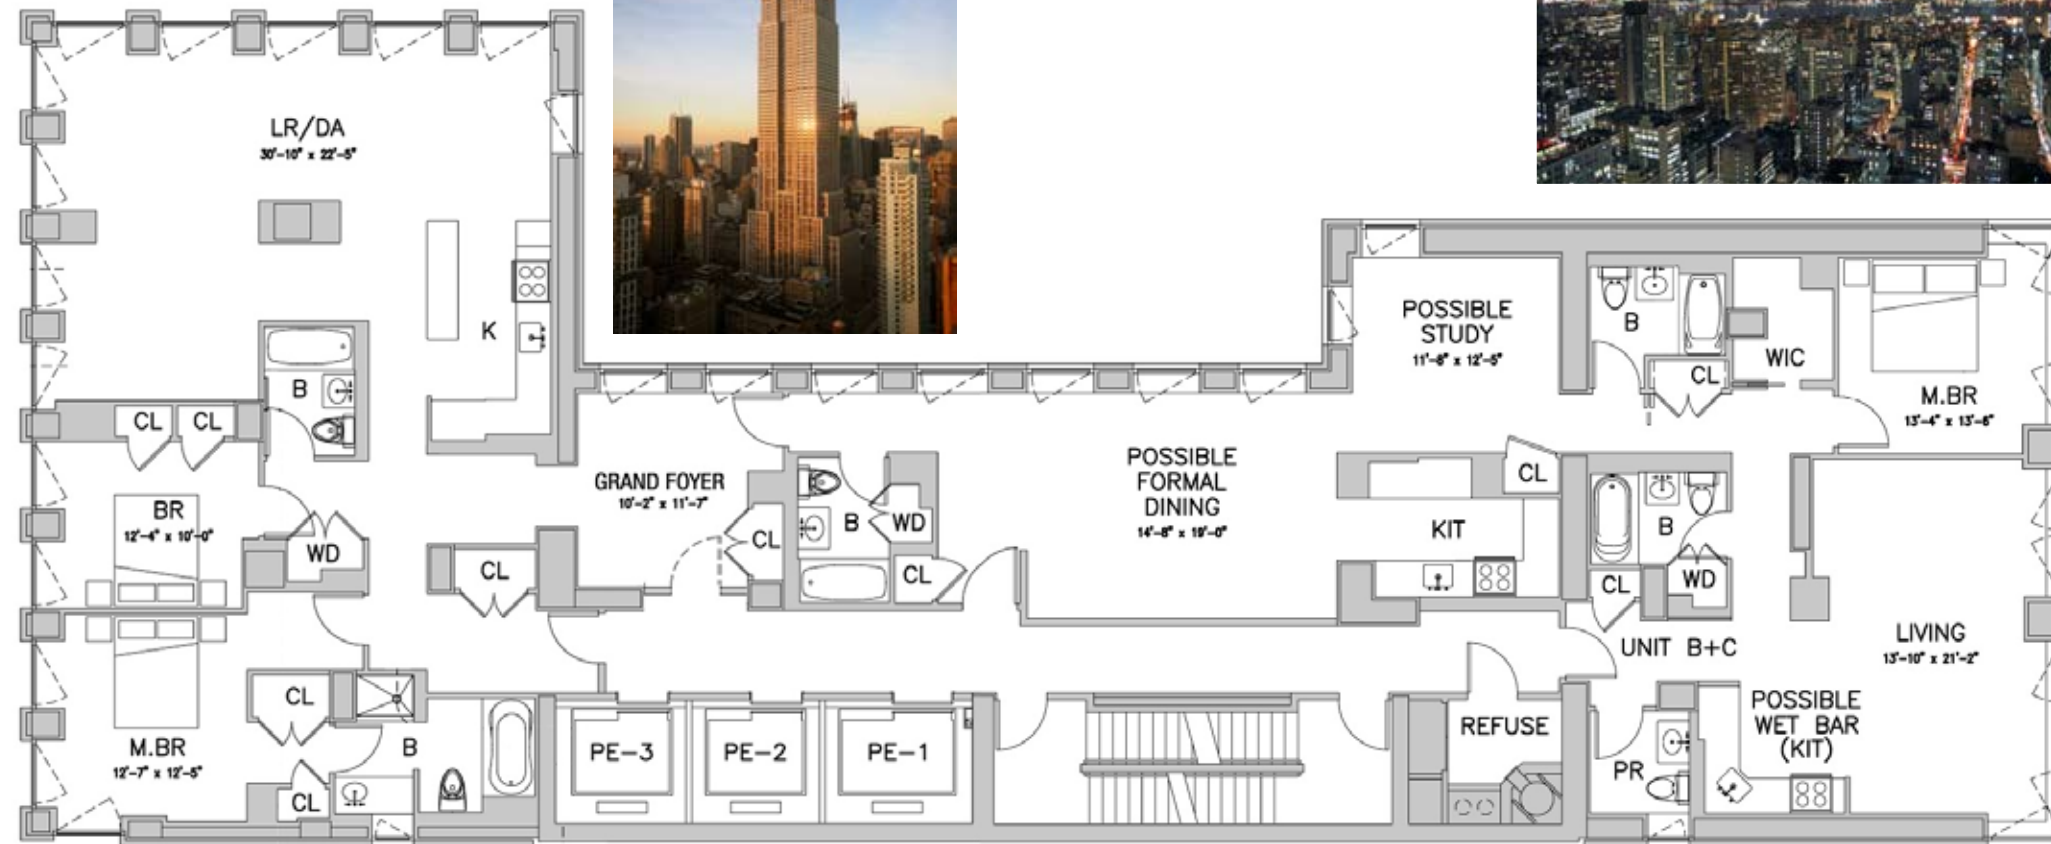 LR/DA
30'-10" x 22'-5"
K
B
CL
CL
BR
12'-4" x 10'-0"
WD
CL
CL
M.BR
12'-7" x 12'-5"
B
CL
GRAND FOYER
10'-2" x 11'-7"
CL
B
WD
CL
PE-3
PE-2
PE-1
POSSIBLE
FORMAL
DINING
14'-8" x 19'-0"
POSSIBLE
STUDY
11'-8" x 12'-5"
CL
KIT
REFUSE
B
CL
WIC
M.BR
13'-4" x 13'-6"
B
CL
WD
UNIT B+C
LIVING
13'-10" x 21'-2"
POSSIBLE
WET BAR
(KIT)
PR